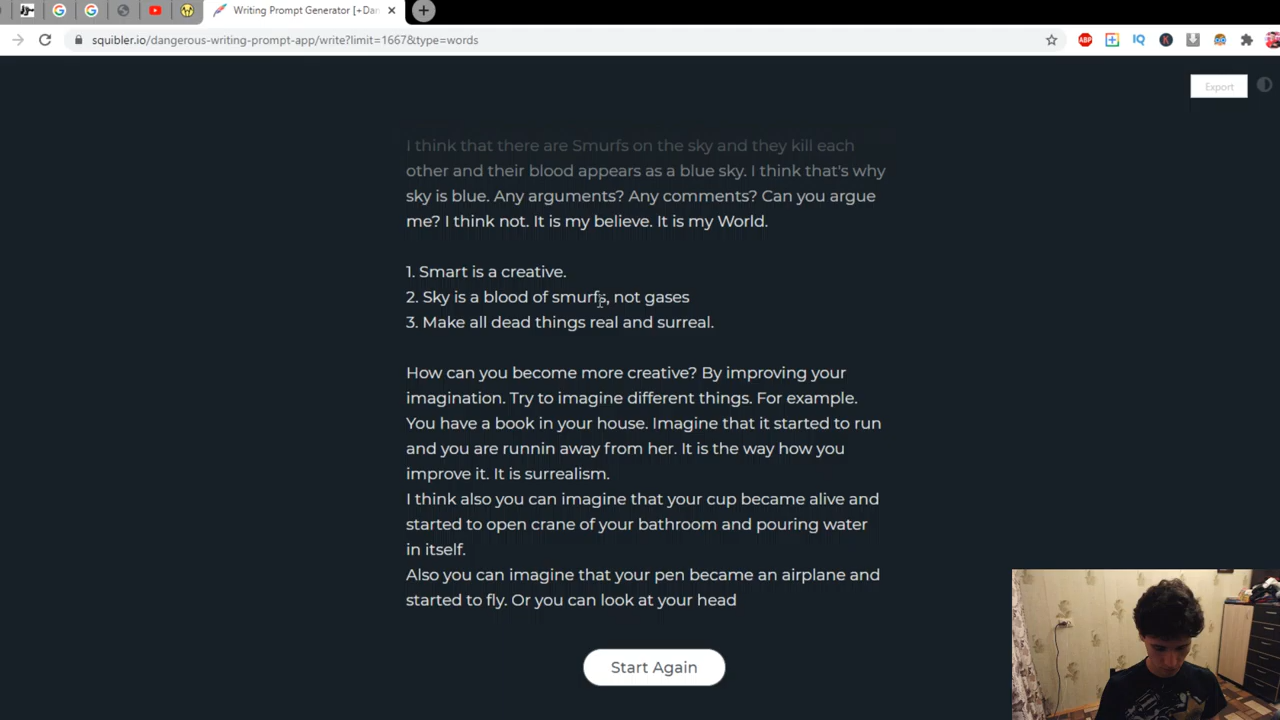 Writing Prompt Generator [+Dan
squibler.io/dangerous-writing-prompt-app/write?limit=1667&type=words
ABP
IQ
K
Export
I think that there are Smurfs on the sky and they kill each
other and their blood appears as a blue sky. I think that's why
sky is blue. Any arguments? Any comments? Can you argue
me? I think not. It is my believe. It is my World.
1. Smart is a creative.
2. Sky is a blood of smurfs, not gases
3. Make all dead things real and surreal.
How can you become more creative? By improving your
imagination. Try to imagine different things. For example.
You have a book in your house. Imagine that it started to run
and you are runnin away from her. It is the way how you
improve it. It is surrealism.
I think also you can imagine that your cup became alive and
started to open crane of your bathroom and pouring water
in itself.
Also you can imagine that your pen became an airplane and
started to fly. Or you can look at your head
Start Again